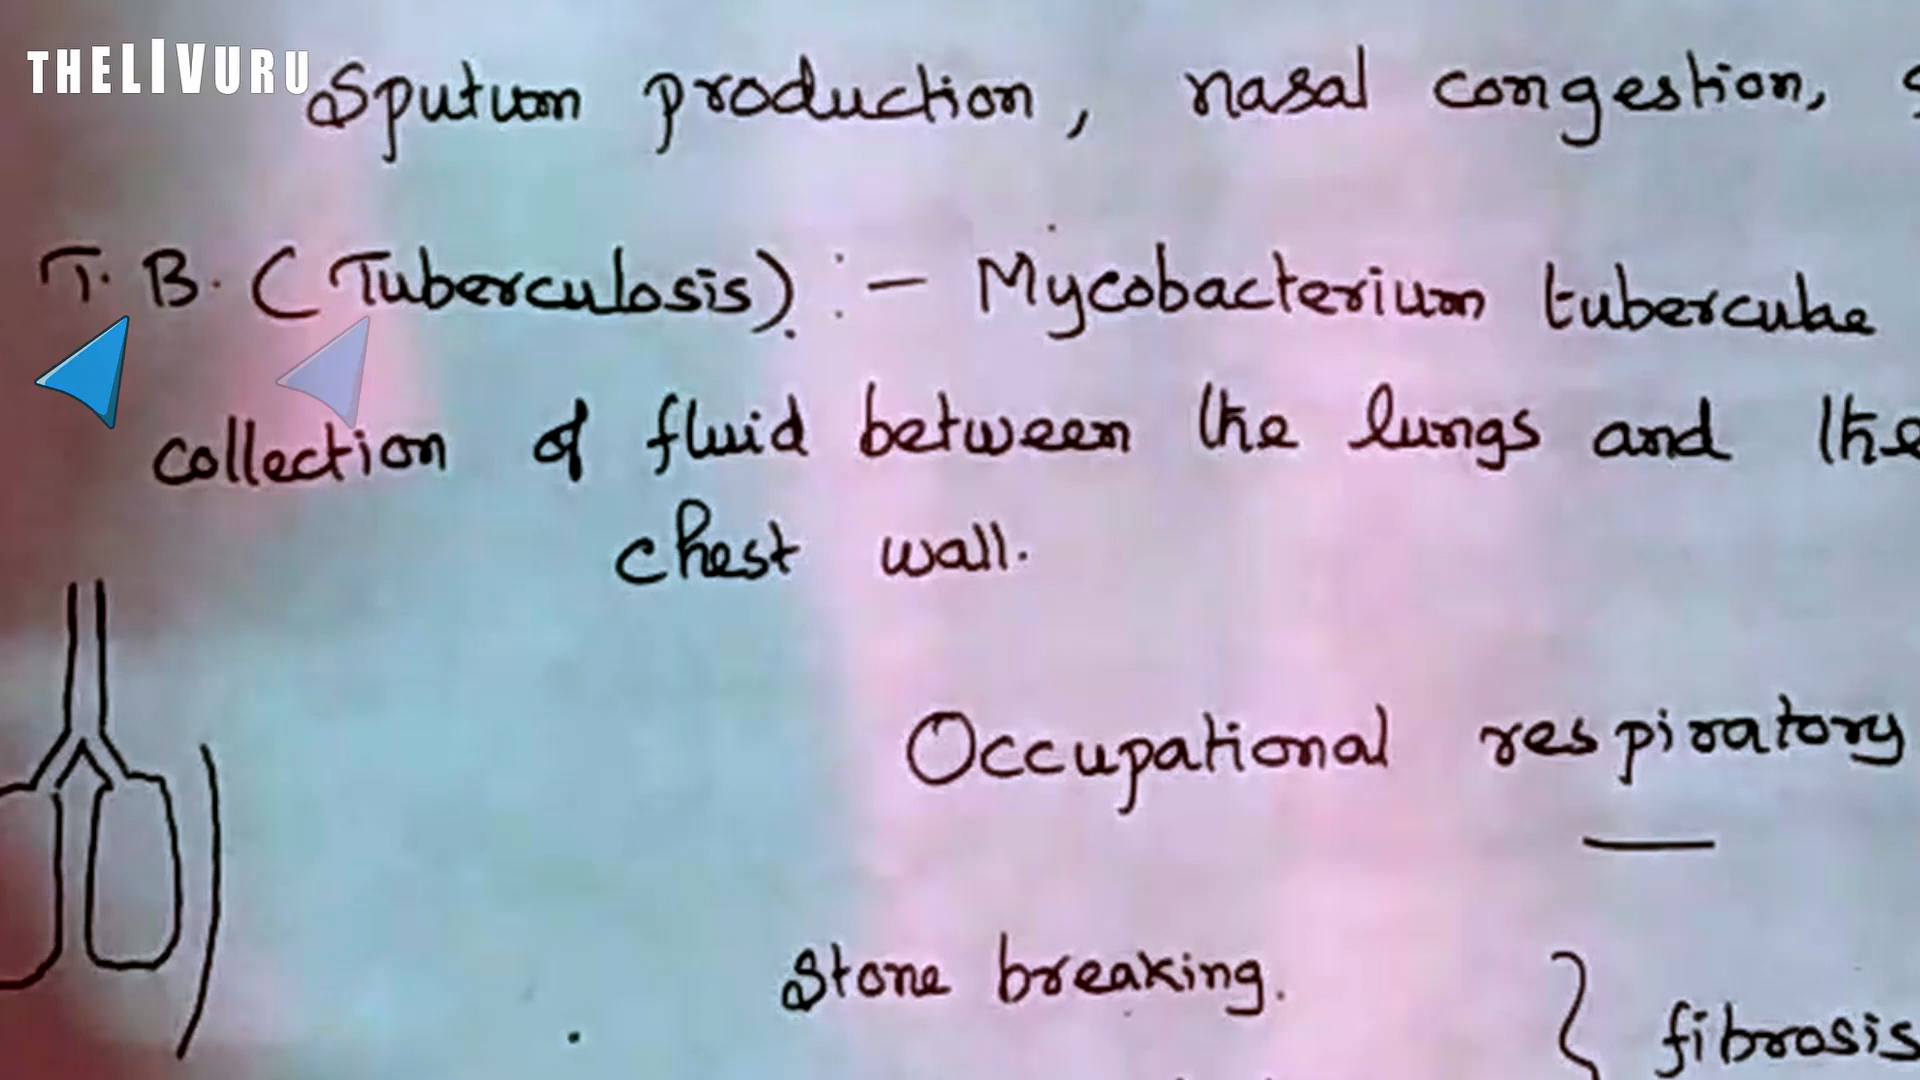 THELIVURU
Sputum production, nasal congestion,
T.B. (Tuberculosis) :- Mycobacterium
collection of fluid between the lungs and the
chest wall.
Occupational respiratory
Stone breaking.
fibrosis